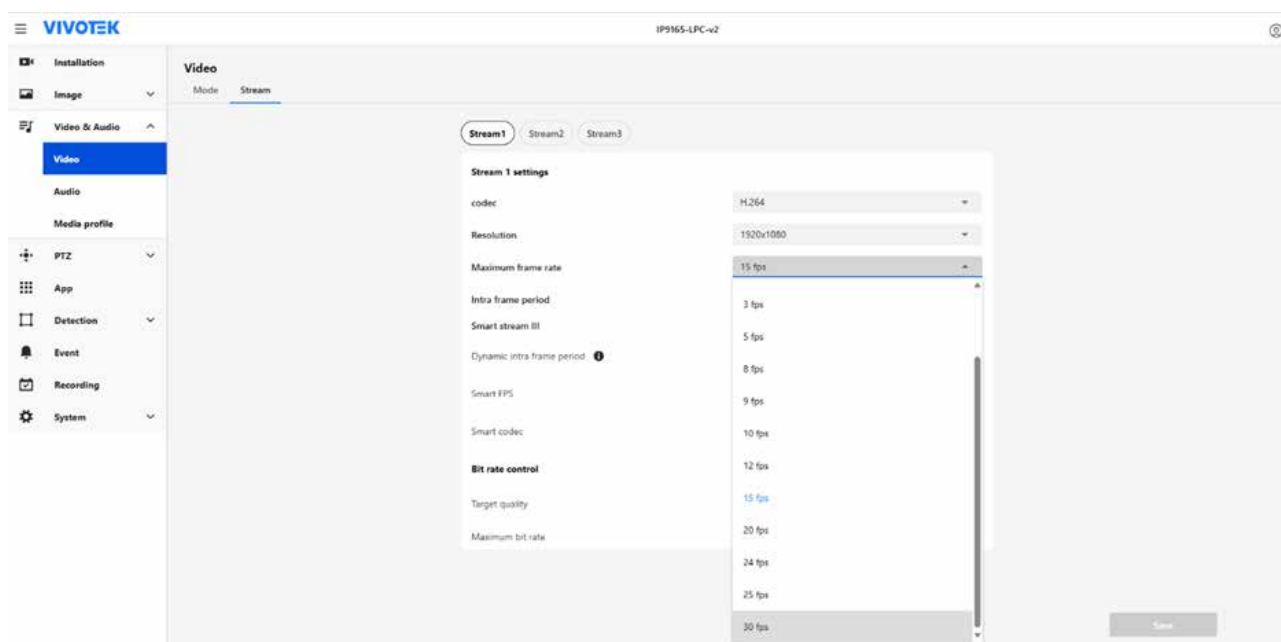 VIVOTEK
IP9165-LPC-v2
Installation
Image
Video & Audio
Video
Audio
Media profile
PTZ
App
Detection
Event
Recording
System
Video
Mode Stream
Stream1 Stream2 Stream3
Stream 1 settings
codec H.264
Resolution 1920x1080
Maximum frame rate 15 fps
Intra frame period
Smart stream III
Dynamic intra frame period
Smart FPS
Smart codec
Bit rate control
Target quality
Maximum bit rate
3 fps
5 fps
8 fps
9 fps
10 fps
12 fps
15 fps
20 fps
24 fps
25 fps
30 fps
Save